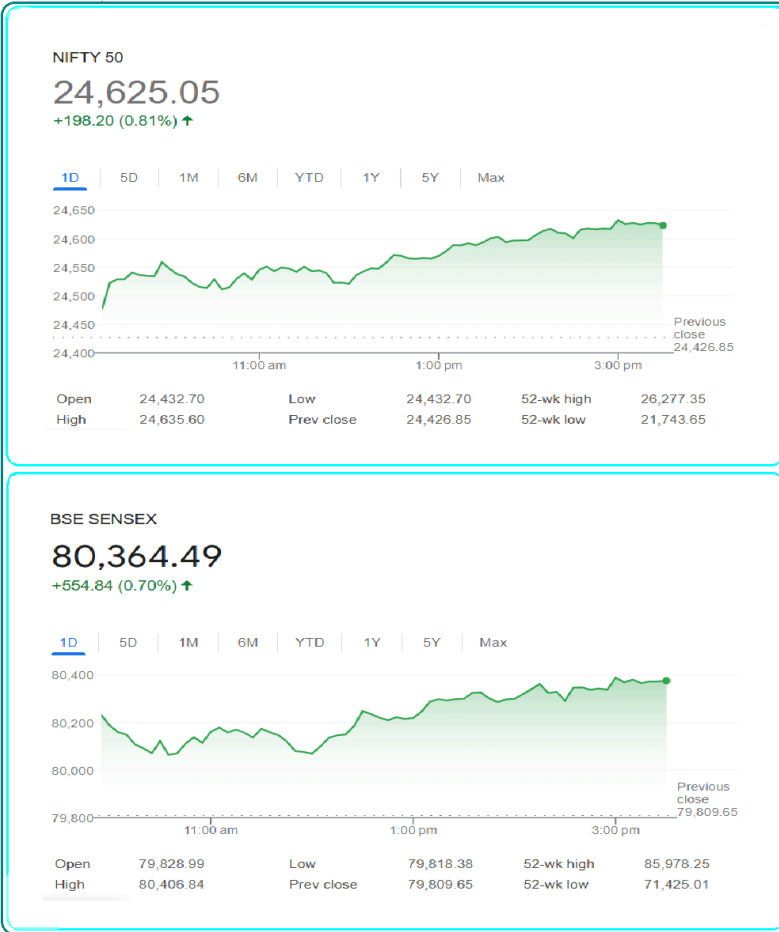 NIFTY 50
24,625.05
+198.20 (0.81%) ↑
1D 5D 1M 6M YTD 1Y 5Y Max
24,650
24,600
24,550
24,500
24,450
24,400
Previous
close
24,426.85
11:00 am 1:00 pm 3:00 pm
Open 24,432.70 Low 24,432.70 52-wk high 26,277.35
High 24,635.60 Prev close 24,426.85 52-wk low 21,743.65
BSE SENSEX
80,364.49
+554.84 (0.70%) ↑
1D 5D 1M 6M YTD 1Y 5Y Max
80,400
80,200
80,000
79,800
Previous
close
79,809.65
11:00 am 1:00 pm 3:00 pm
Open 79,828.99 Low 79,818.38 52-wk high 85,978.25
High 80,406.84 Prev close 79,809.65 52-wk low 71,425.01